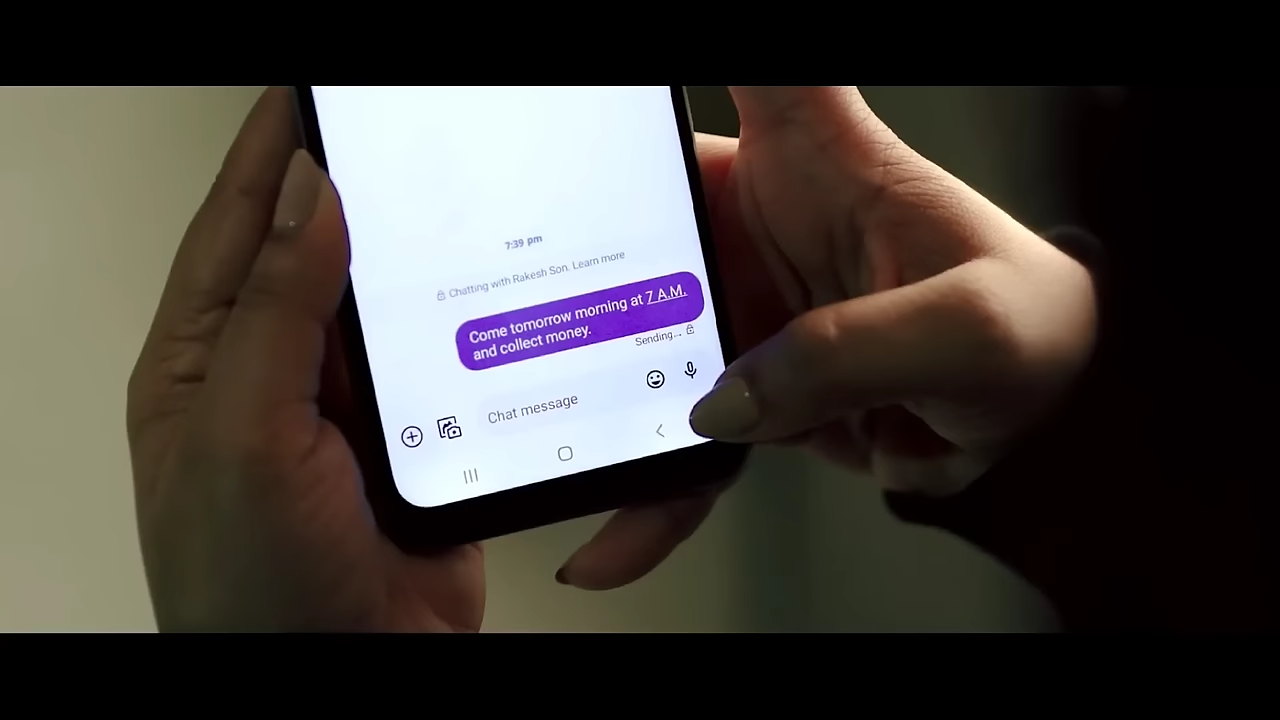 7:39 pm
Chatting with Rakesh Son. Learn more
Come tomorrow morning at 7 A.M.
and collect money.
Sending...
Chat message